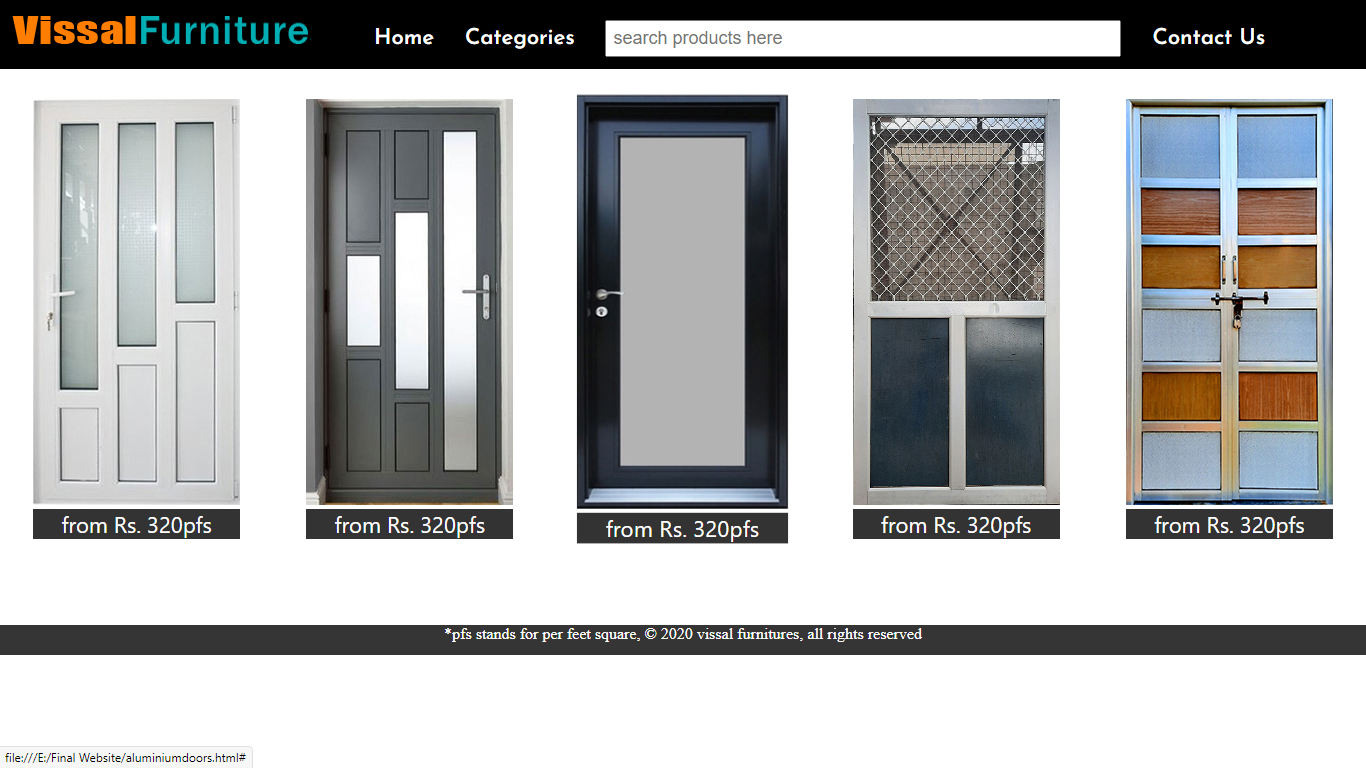 VissalFurniture Home Categories search products here Contact Us
from Rs. 320pfs from Rs. 320pfs from Rs. 320pfs from Rs. 320pfs from Rs. 320pfs
*pfs stands for per feet square, © 2020 vissal furnitures, all rights reserved
file:///E:/Final Website/aluminiumdoors.html#